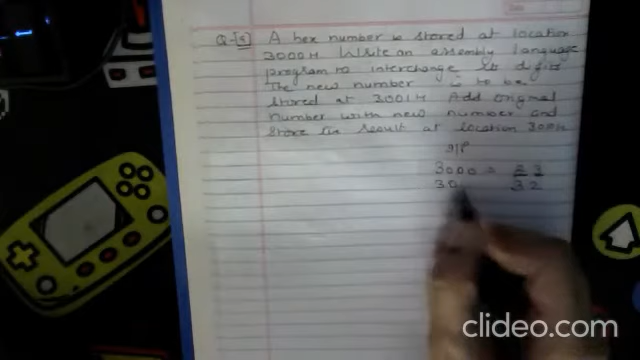 Q-[4] A hex number is stored at location
3000H Write an assembly language
program to interchange its digits
The new number is to be
stored at 3001H Add original
number with new number and
store the result at location 3002H
I/P
3000 → 23
30 32
clideo.com